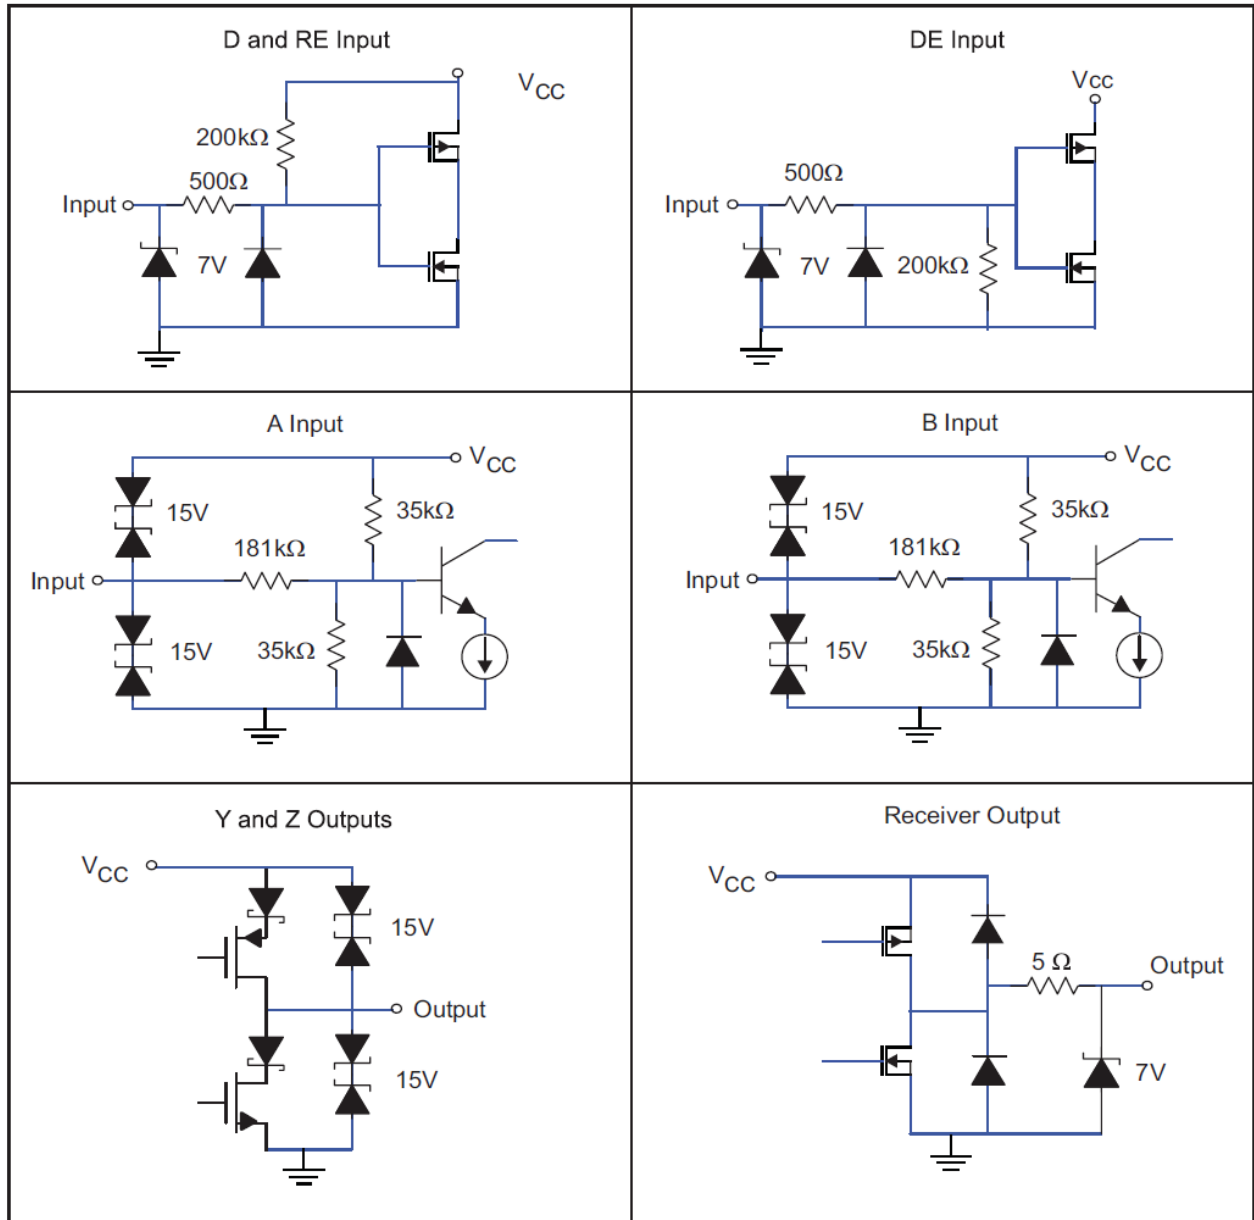 D and RE Input
VCC
200kΩ
500Ω
Input
7V
DE Input
Vcc
500Ω
Input
7V
200kΩ
A Input
VCC
15V
35kΩ
181kΩ
Input
15V
35kΩ
B Input
VCC
15V
35kΩ
181kΩ
Input
15V
35kΩ
Y and Z Outputs
VCC
15V
Output
15V
Receiver Output
VCC
5 Ω
Output
7V